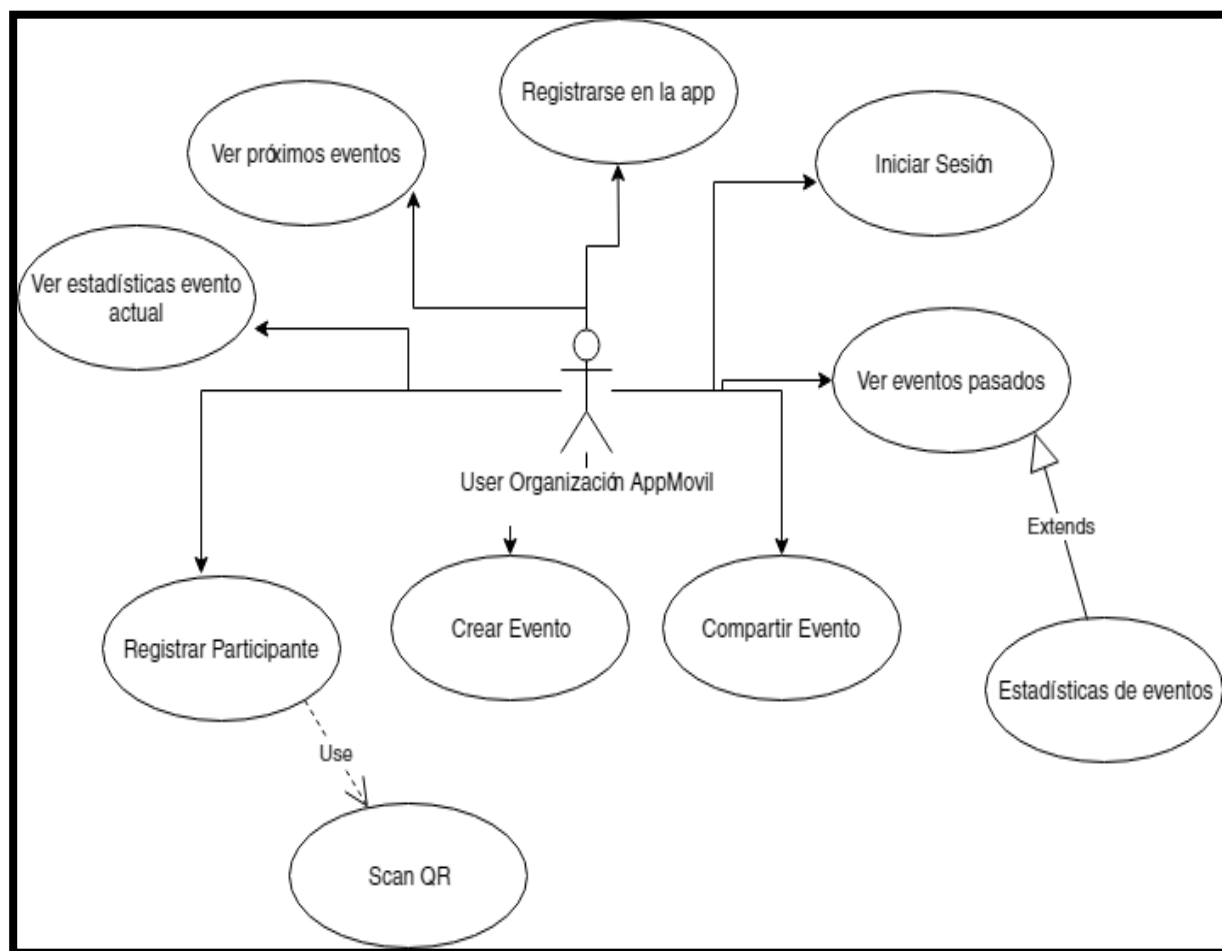 Registrarse en la app
Ver próximos eventos
Iniciar Sesión
Ver estadísticas evento
actual
Ver eventos pasados
User Organización AppMovil
Extends
Registrar Participante
Crear Evento
Compartir Evento
Estadísticas de eventos
Use
Scan QR